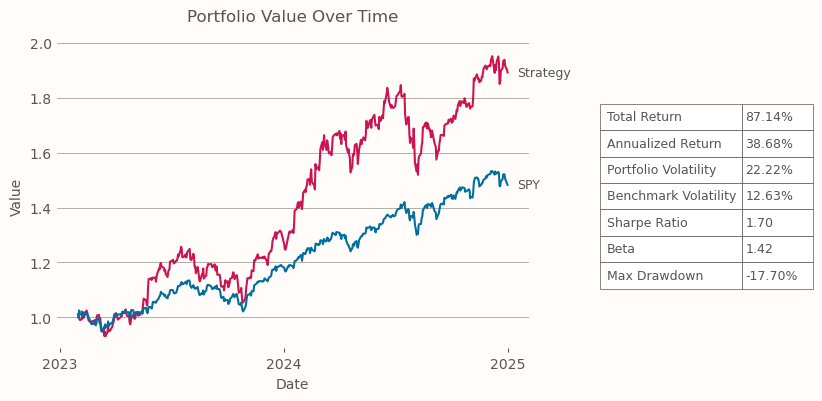 Portfolio Value Over Time
2.0
1.8
1.6
1.4
1.2
1.0
Value
2023
2024
2025
Date
Strategy
SPY
Total Return 87.14%
Annualized Return 38.68%
Portfolio Volatility 22.22%
Benchmark Volatility 12.63%
Sharpe Ratio 1.70
Beta 1.42
Max Drawdown -17.70%